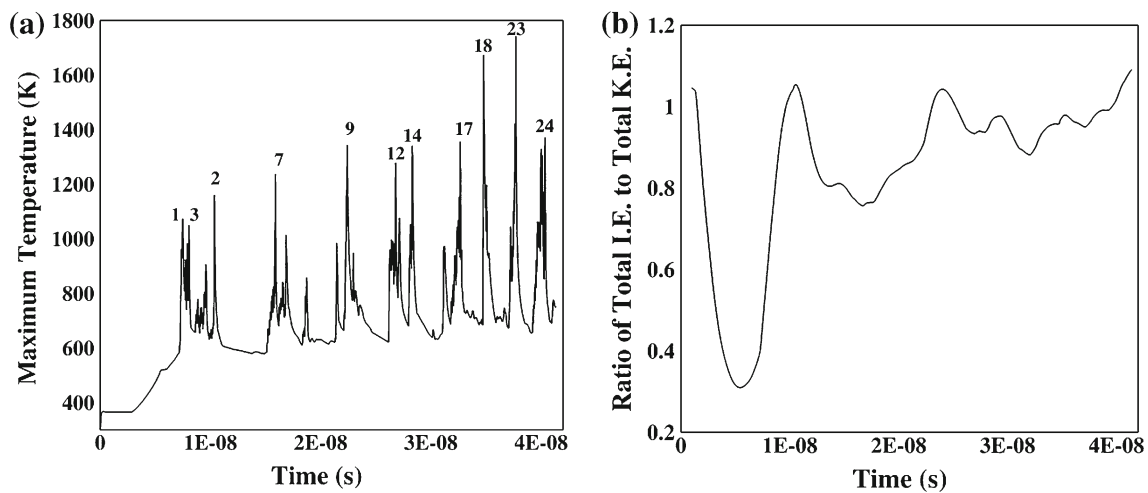 (a)
Maximum Temperature (K)
1800
1600
1400
1200
1000
800
600
400
1
3
2
7
9
12
14
17
18
23
24
0
1E-08
2E-08
3E-08
4E-08
Time (s)
(b)
Ratio of Total I.E. to Total K.E.
1.2
1
0.8
0.6
0.4
0.2
0
1E-08
2E-08
3E-08
4E-08
Time (s)